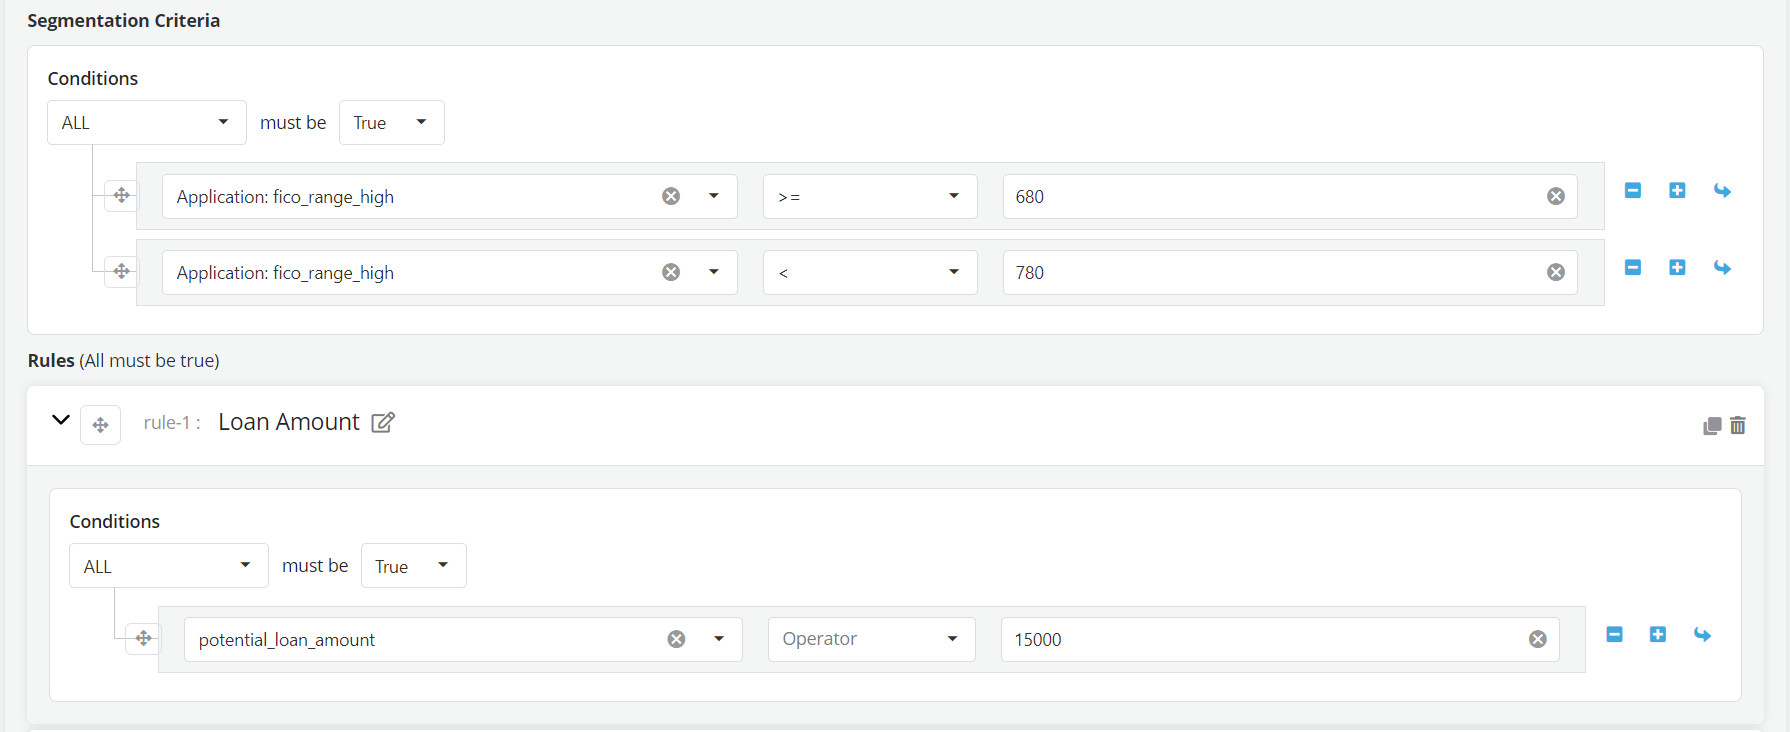 Segmentation Criteria
Conditions
ALL must be True
Application: fico_range_high >= 680
Application: fico_range_high < 780
Rules (All must be true)
rule-1 : Loan Amount
Conditions
ALL must be True
potential_loan_amount Operator 15000